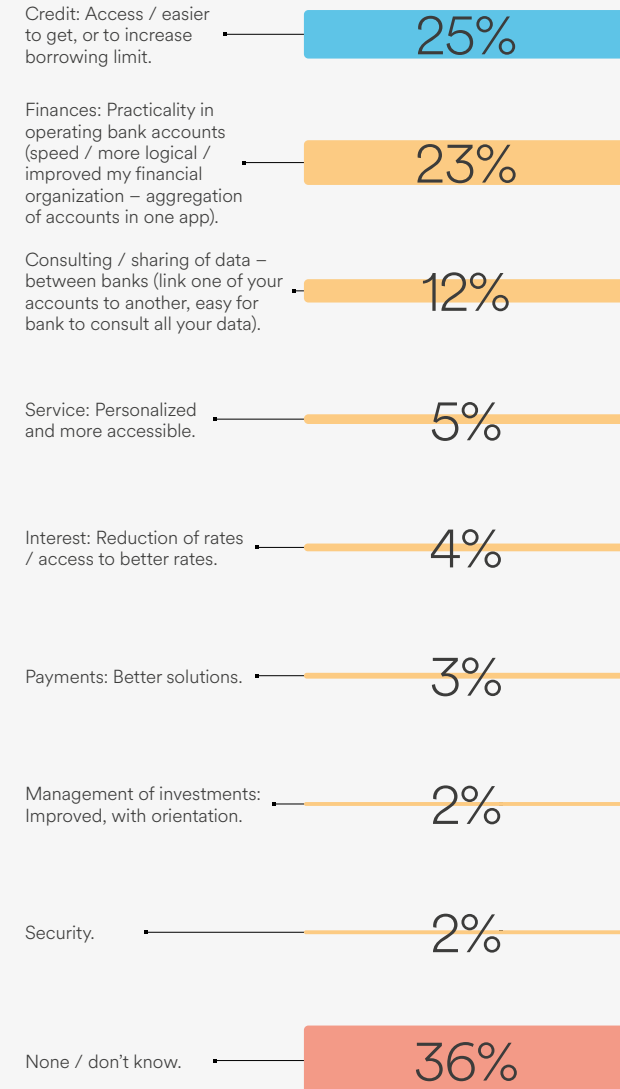 Credit: Access / easier
to get, or to increase
borrowing limit.
25%
Finances: Practicality in
operating bank accounts
(speed / more logical /
improved my financial
organization – aggregation
of accounts in one app).
23%
Consulting / sharing of data –
between banks (link one of your
accounts to another, easy for
bank to consult all your data).
12%
Service: Personalized
and more accessible.
5%
Interest: Reduction of rates
/ access to better rates.
4%
Payments: Better solutions.
3%
Management of investments:
Improved, with orientation.
2%
Security.
2%
None / don’t know.
36%